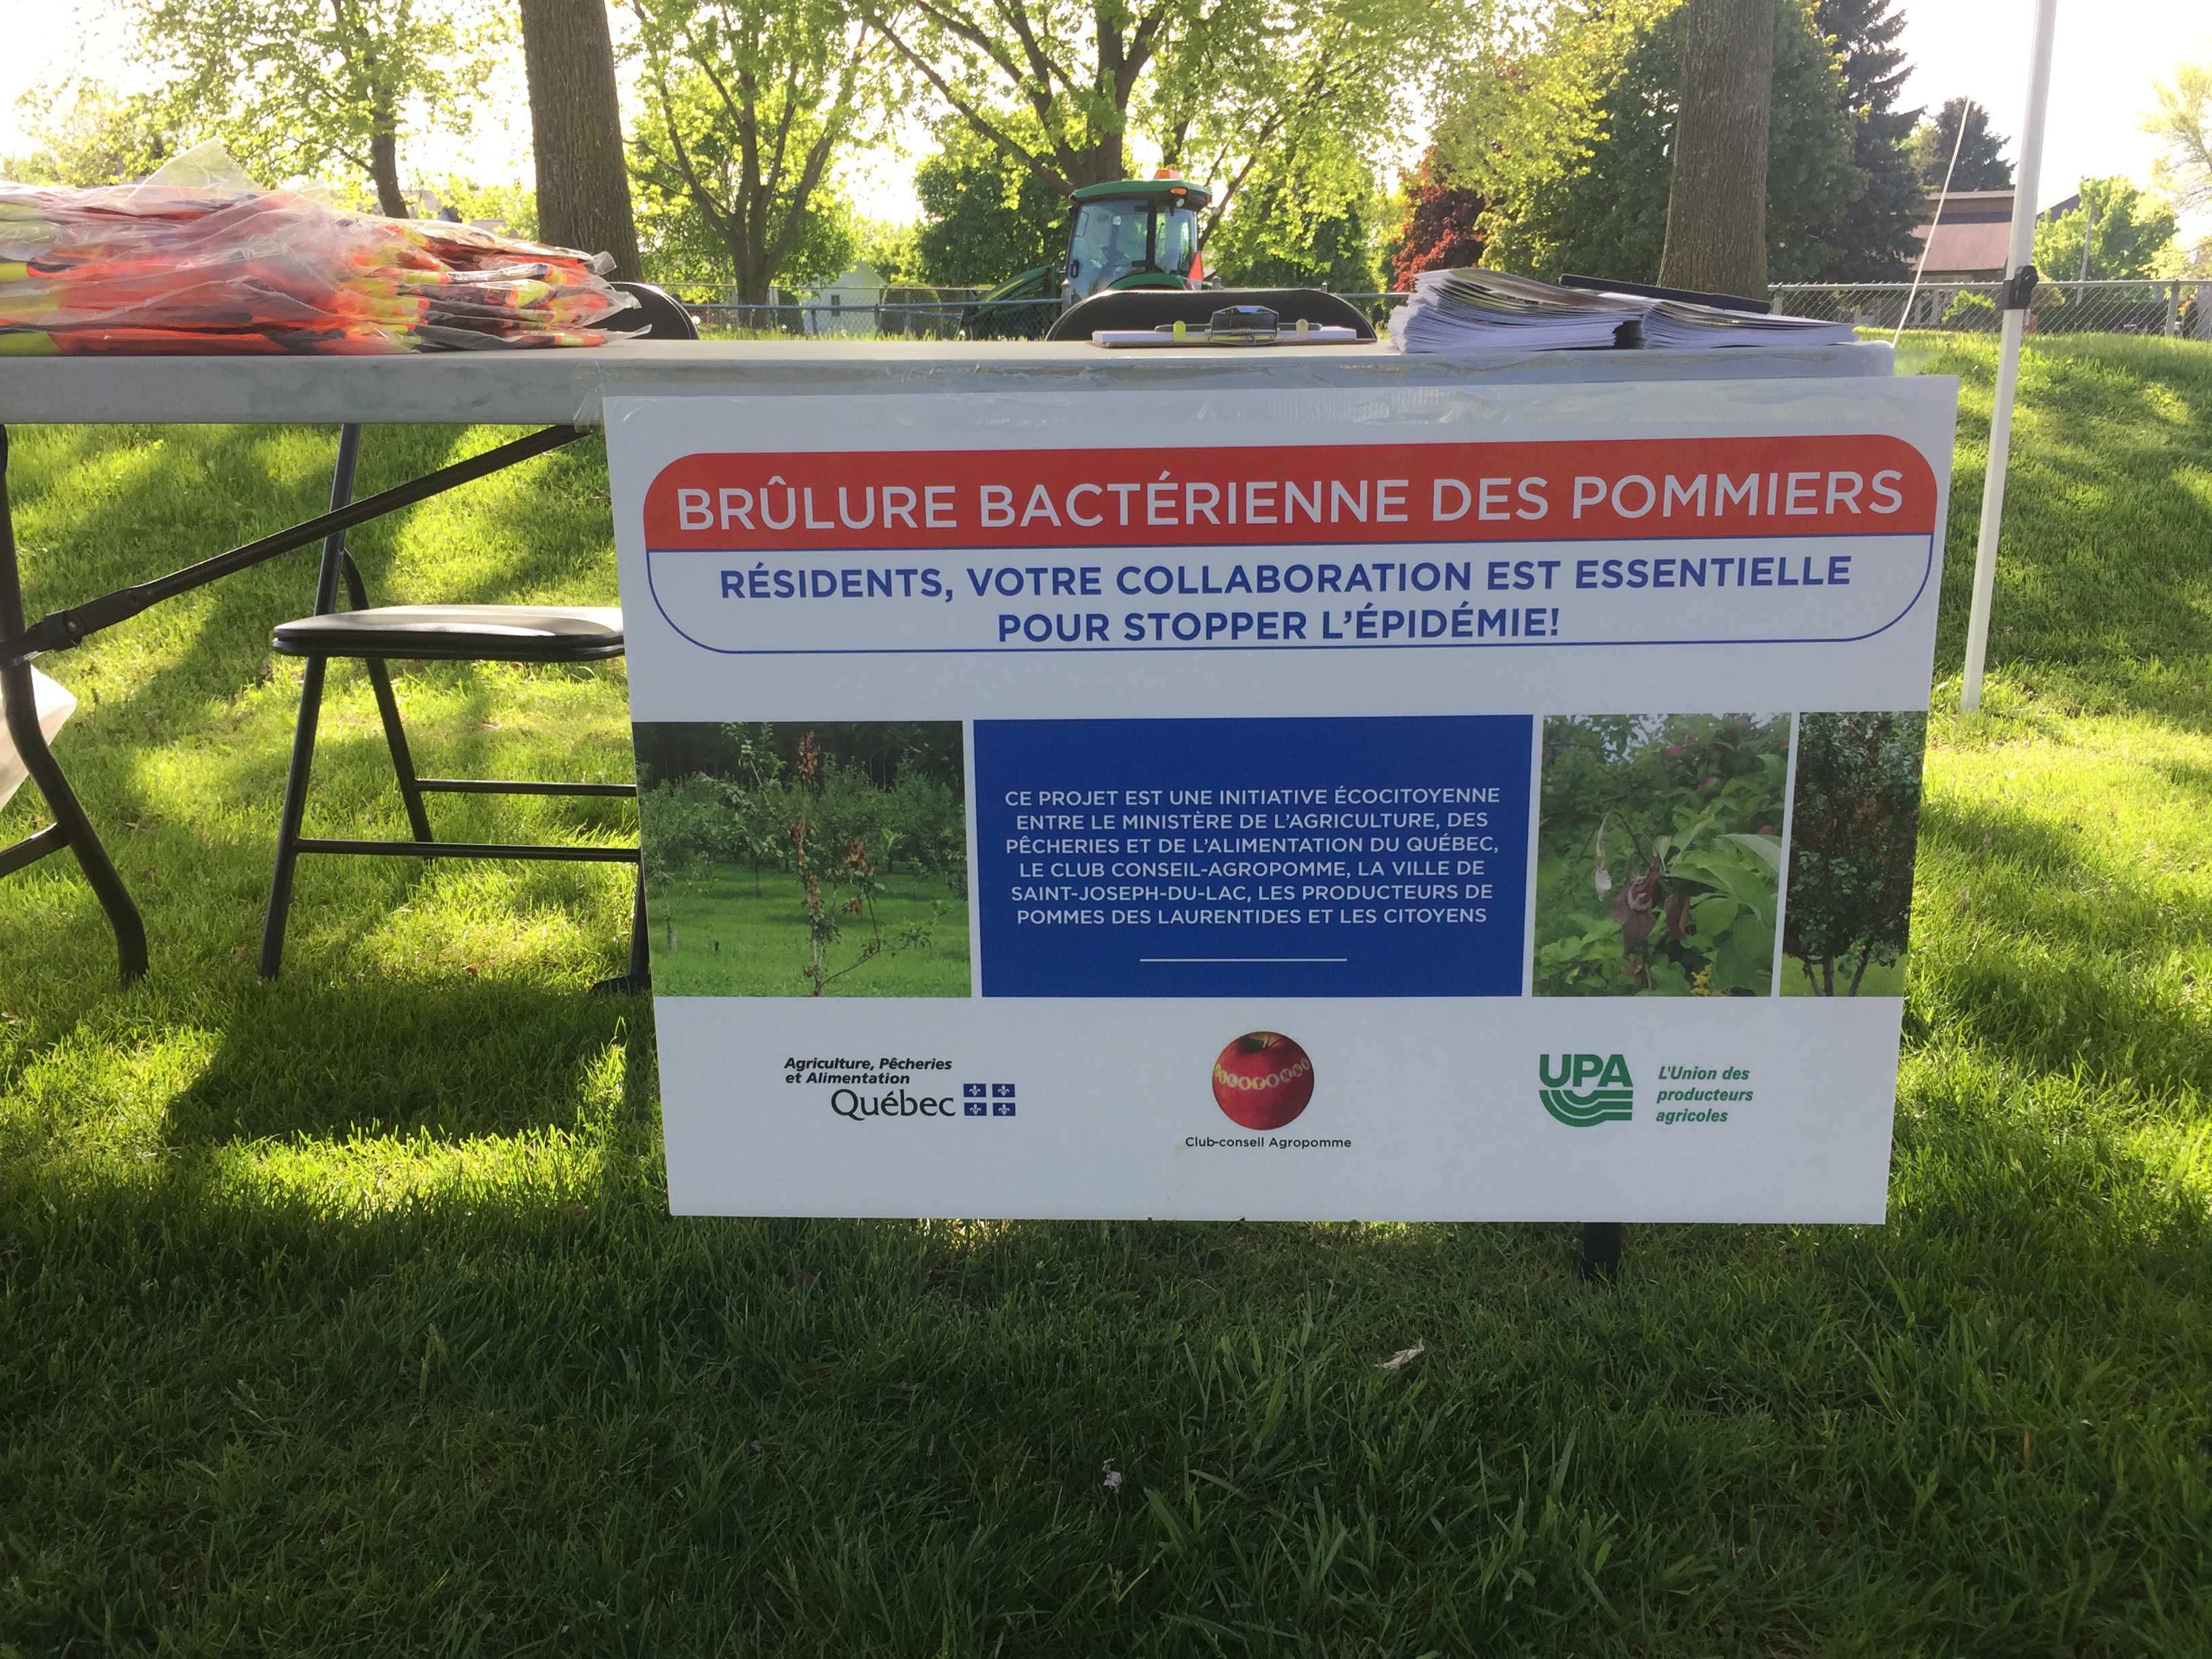 BRÛLURE BACTÉRIENNE DES POMMIERS
RÉSIDENTS, VOTRE COLLABORATION EST ESSENTIELLE
POUR STOPPER L'ÉPIDÉMIE!
CE PROJET EST UNE INITIATIVE ÉCOCITOYENNE
ENTRE LE MINISTÈRE DE L'AGRICULTURE, DES
PÊCHERIES ET DE L'ALIMENTATION DU QUÉBEC,
LE CLUB CONSEIL-AGROPOMME, LA VILLE DE
SAINT-JOSEPH-DU-LAC, LES PRODUCTEURS DE
POMMES DES LAURENTIDES ET LES CITOYENS
Agriculture, Pêcheries
et Alimentation
Québec
Club-conseil Agropomme
UPA
L'Union des
producteurs
agricoles